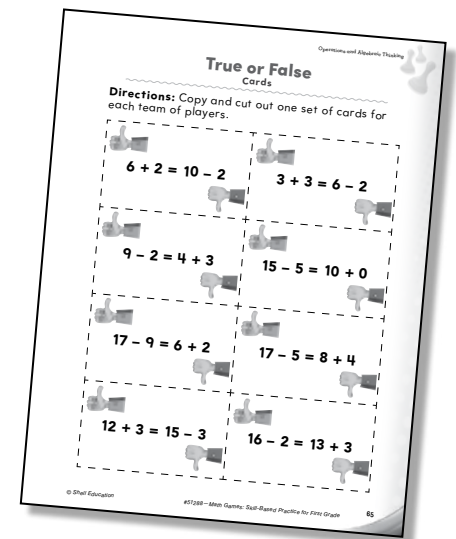 Operations and Algebraic Thinking
True or False
Cards
Directions: Copy and cut out one set of cards for
each team of players.
6 + 2 = 10 – 2
3 + 3 = 6 – 2
9 – 2 = 4 + 3
15 – 5 = 10 + 0
17 – 9 = 6 + 2
17 – 5 = 8 + 4
12 + 3 = 15 – 3
16 – 2 = 13 + 3
© Shell Education
#51288—Math Games: Skill-Based Practice for First Grade
85